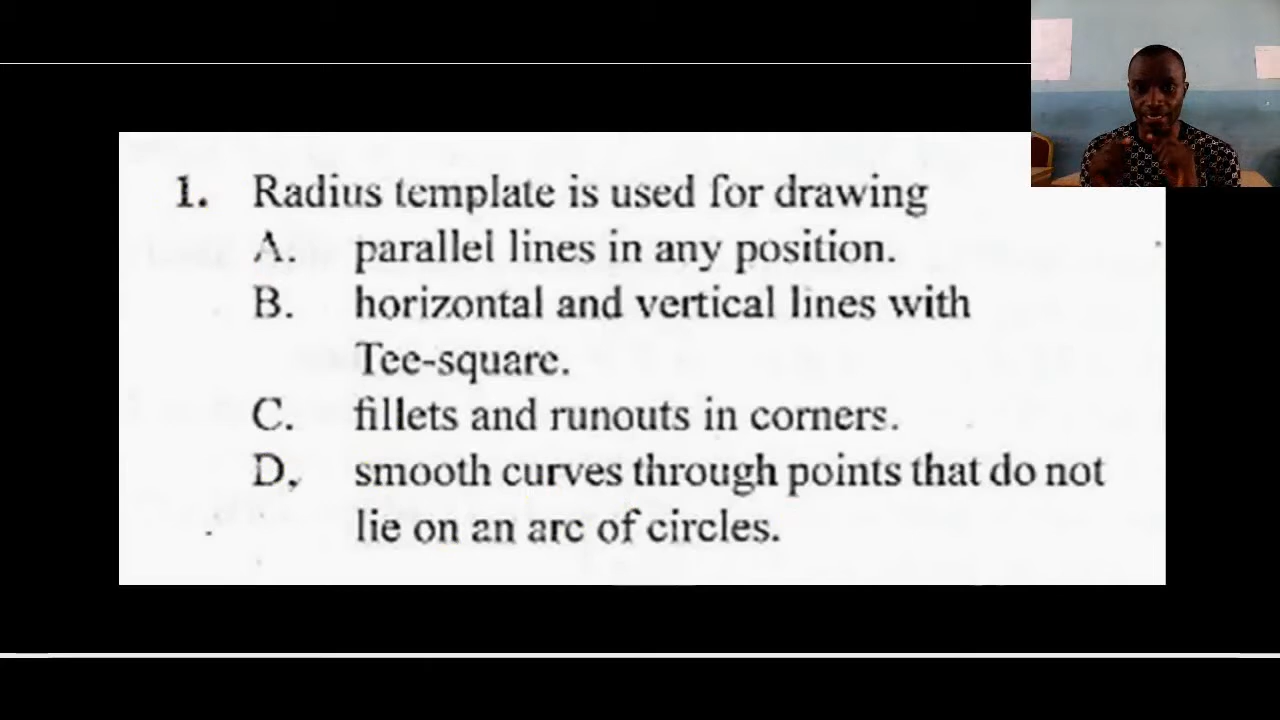 1. Radius template is used for drawing
A. parallel lines in any position.
B. horizontal and vertical lines with
Tee-square.
C. fillets and runouts in corners.
D. smooth curves through points that do not
lie on an arc of circles.